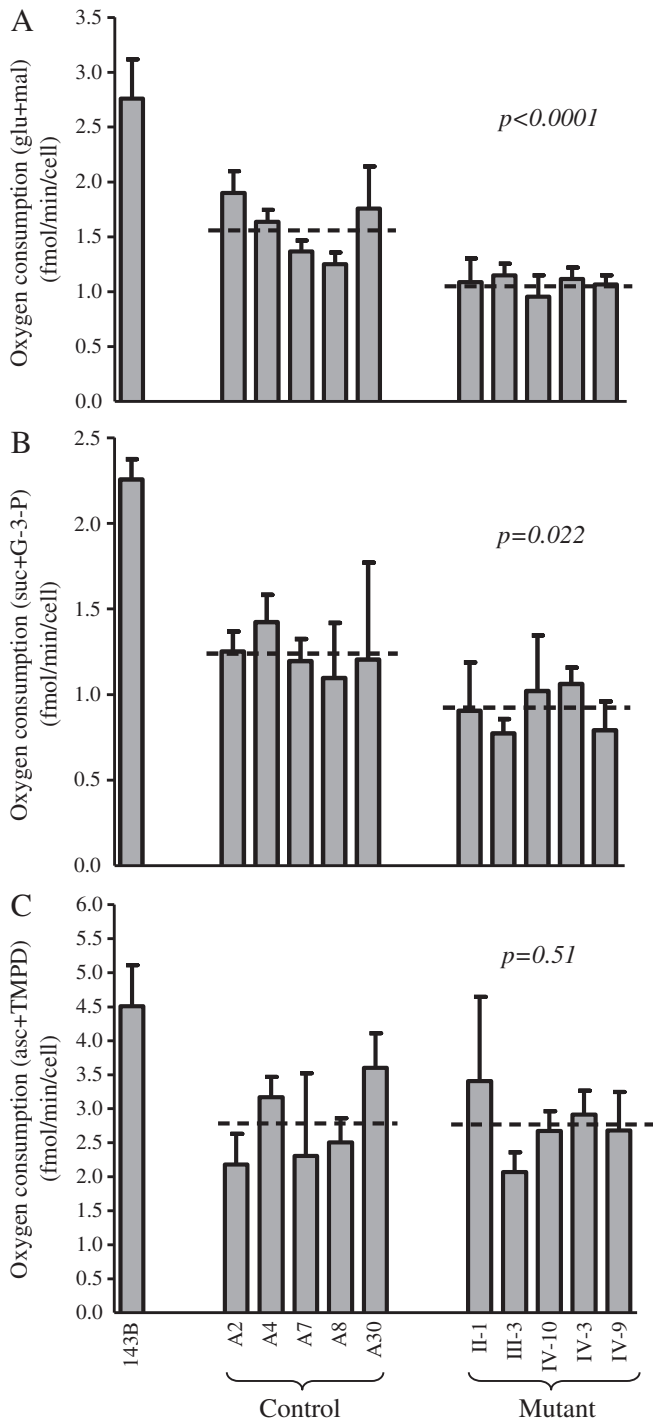 A
Oxygen consumption (glu+mal)
(fmol/min/cell)
3.5
3.0
2.5
2.0
1.5
1.0
0.5
0.0
p<0.0001
B
Oxygen consumption (suc+G-3-P)
(fmol/min/cell)
2.5
2.0
1.5
1.0
0.5
0.0
p=0.022
C
Oxygen consumption (asc+TMPD)
(fmol/min/cell)
6.0
5.0
4.5
4.0
3.5
3.0
2.5
2.0
1.5
1.0
0.5
0.0
p=0.51
143B
A2
A4
A7
A8
A30
II-1
III-3
IV-10
IV-3
IV-9
Control
Mutant